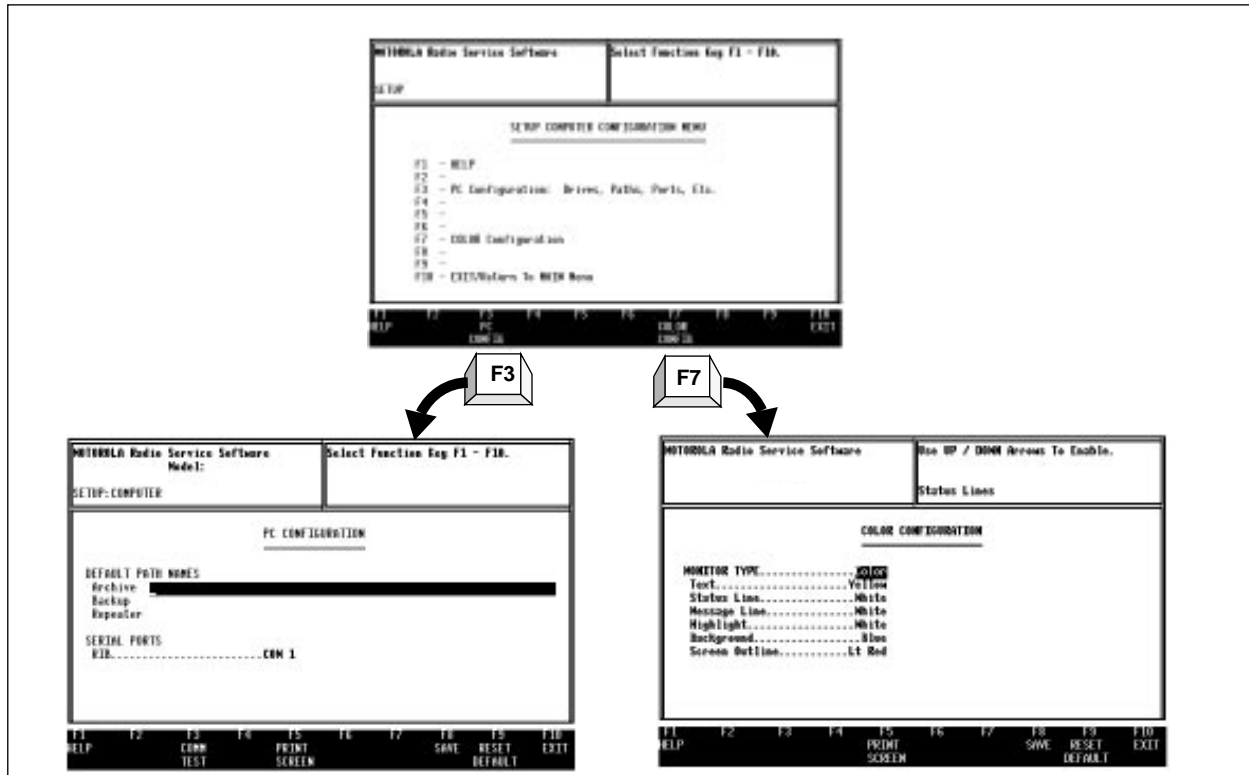 MOTOROLA Radio Service Software
Select Function Key F1 - F10.
SETUP
SETUP COMPUTER CONFIGURATION MENU
F1 - HELP
F2 -
F3 - PC Configuration: Drives, Paths, Ports, Etc.
F4 -
F5 -
F6 -
F7 - COLOR Configuration
F8 -
F9 -
F10 - EXIT/Return To MAIN Menu
F1 F2 F3 F4 F5 F6 F7 F8 F9 F10
HELP PC COLOR EXIT
CONFIG CONFIG
F3
F7
MOTOROLA Radio Service Software
Model:
Select Function Key F1 - F10.
SETUP:COMPUTER
PC CONFIGURATION
DEFAULT PATH NAMES
Archive
Backup
Repeater
SERIAL PORTS
RIB.........................COM 1
F1 F2 F3 F4 F5 F6 F7 F8 F9 F10
HELP COMM PRINT SAVE RESET EXIT
TEST SCREEN DEFAULT
MOTOROLA Radio Service Software
Use UP / DOWN Arrows To Enable.
Status Lines
COLOR CONFIGURATION
MONITOR TYPE................Color
Text......................Yellow
Status Line................White
Message Line...............White
Highlight..................White
Background..................Blue
Screen Outline............Lt Red
F1 F2 F3 F4 F5 F6 F7 F8 F9 F10
HELP PRINT SAVE RESET EXIT
SCREEN DEFAULT